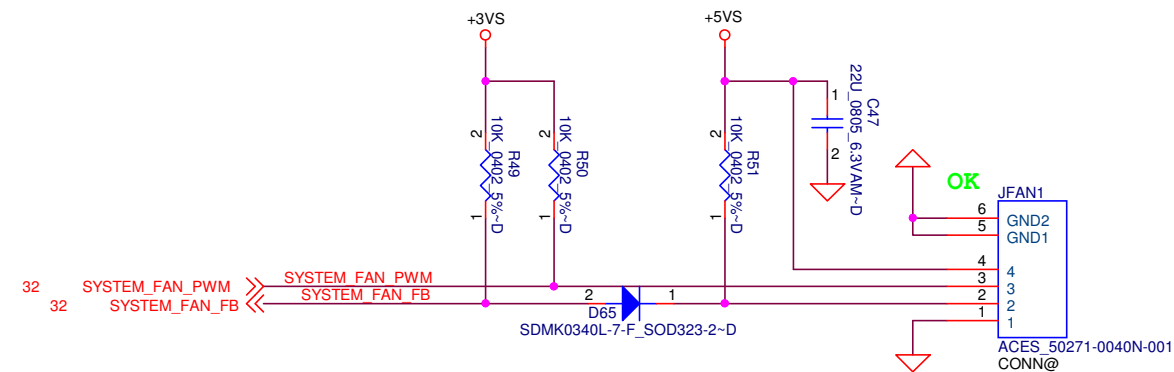 +3VS
+5VS
1
2
C47
22U_0805_6.3VAM~D
2
1
R49
10K_0402_5%~D
2
1
R50
10K_0402_5%~D
2
1
R51
10K_0402_5%~D
OK
JFAN1
6 GND2
5 GND1
4 4
3 3
2 2
1 1
ACES_50271-0040N-001
CONN@
32 SYSTEM_FAN_PWM SYSTEM_FAN_PWM
32 SYSTEM_FAN_FB SYSTEM_FAN_FB
2 1
D65
SDMK0340L-7-F_SOD323-2~D